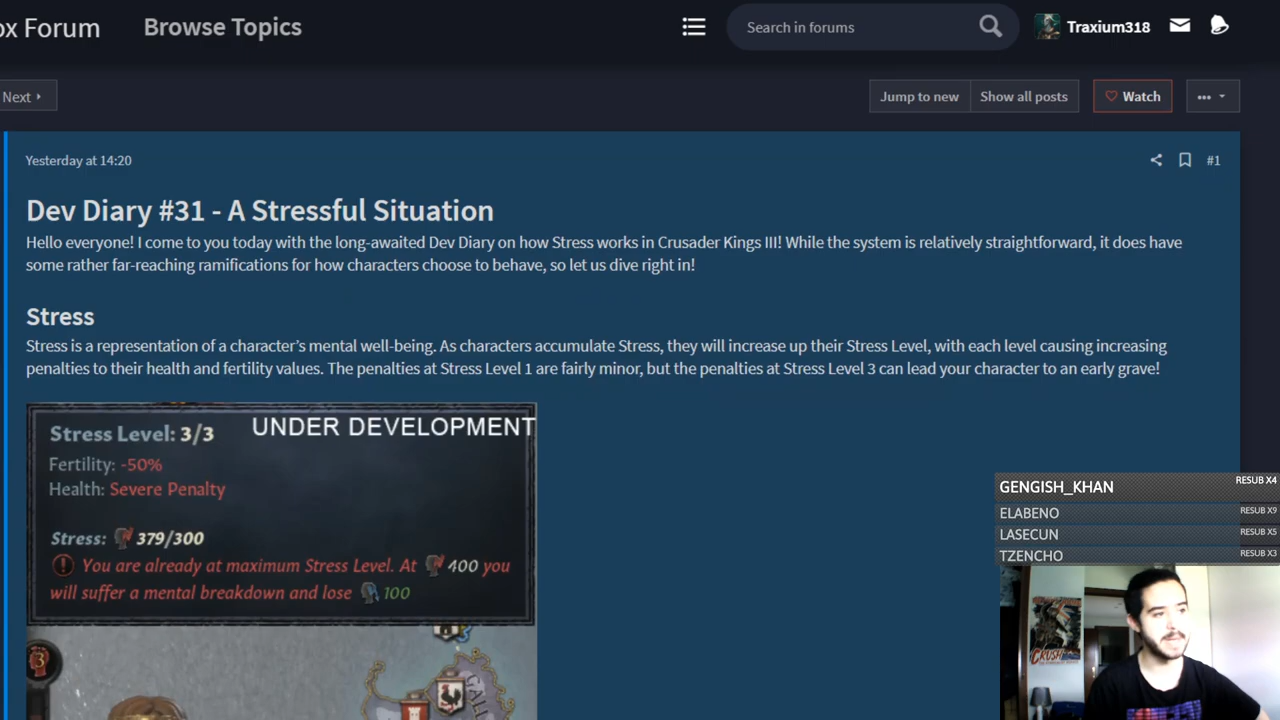 ox Forum
Browse Topics
Search in forums
Traxium318
Next
Jump to new
Show all posts
Watch
Yesterday at 14:20
#1
Dev Diary #31 - A Stressful Situation
Hello everyone! I come to you today with the long-awaited Dev Diary on how Stress works in Crusader Kings III! While the system is relatively straightforward, it does have
some rather far-reaching ramifications for how characters choose to behave, so let us dive right in!
Stress
Stress is a representation of a character's mental well-being. As characters accumulate Stress, they will increase up their Stress Level, with each level causing increasing
penalties to their health and fertility values. The penalties at Stress Level 1 are fairly minor, but the penalties at Stress Level 3 can lead your character to an early grave!
Stress Level: 3/3
UNDER DEVELOPMENT
Fertility: -50%
Health: Severe Penalty
Stress: 379/300
You are already at maximum Stress Level. At 400 you
will suffer a mental breakdown and lose 100
3
GALL
GENGISH_KHAN RESUB X4
ELABENO RESUB X9
LASECUN RESUB X5
TZENCHO RESUB X3
CRUSH